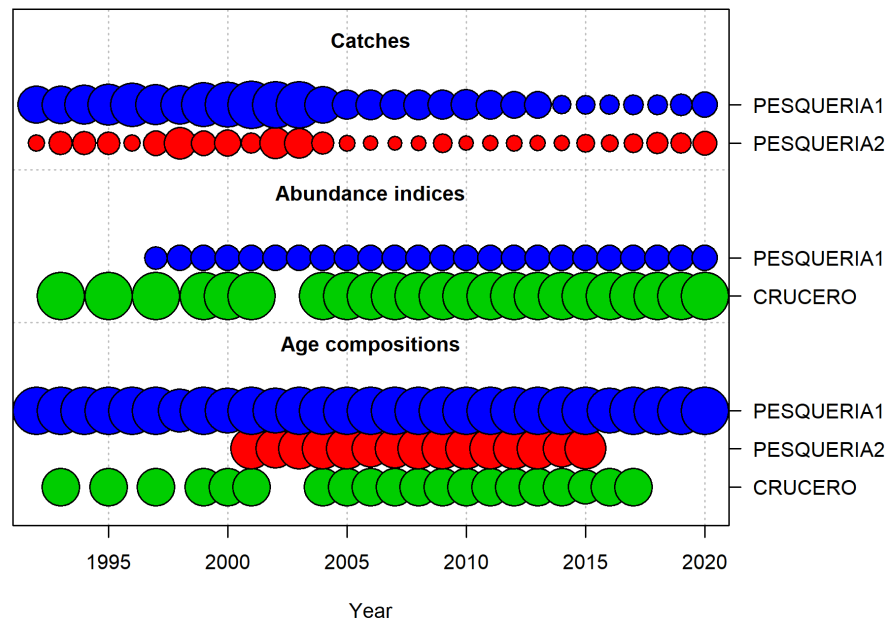 Catches
PESQUERIA1
PESQUERIA2
Abundance indices
PESQUERIA1
CRUCERO
Age compositions
PESQUERIA1
PESQUERIA2
CRUCERO
1995 2000 2005 2010 2015 2020
Year